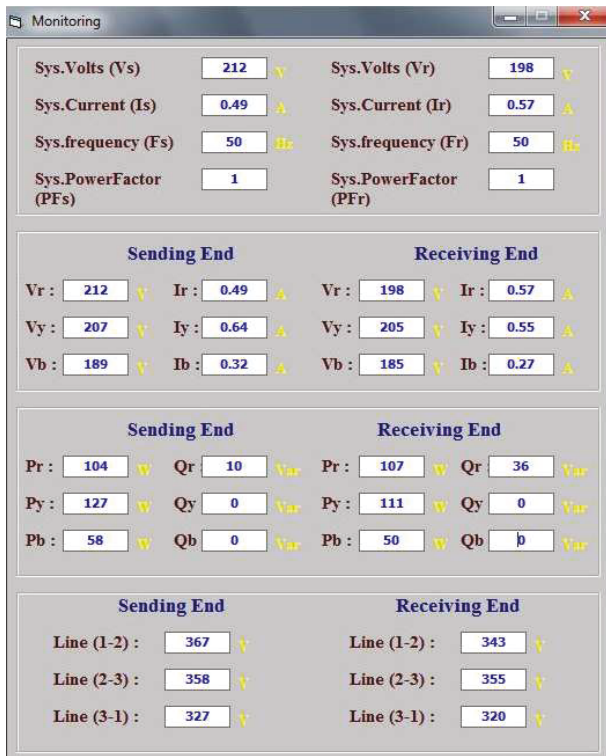 Monitoring
Sys.Volts (Vs) 212 V Sys.Volts (Vr) 198 V
Sys.Current (Is) 0.49 A Sys.Current (Ir) 0.57 A
Sys.frequency (Fs) 50 Hz Sys.frequency (Fr) 50 Hz
Sys.PowerFactor (PFs) 1 Sys.PowerFactor (PFr) 1
Sending End Receiving End
Vr : 212 V Ir : 0.49 A Vr : 198 V Ir : 0.57 A
Vy : 207 V Iy : 0.64 A Vy : 205 V Iy : 0.55 A
Vb : 189 V Ib : 0.32 A Vb : 185 V Ib : 0.27 A
Sending End Receiving End
Pr : 104 W Qr : 10 Var Pr : 107 W Qr : 36 Var
Py : 127 W Qy 0 Var Py : 111 W Qy 0 Var
Pb : 58 W Qb 0 Var Pb : 50 W Qb 0 Var
Sending End Receiving End
Line (1-2) : 367 V Line (1-2) : 343 V
Line (2-3) : 358 V Line (2-3) : 355 V
Line (3-1) : 327 V Line (3-1) : 320 V